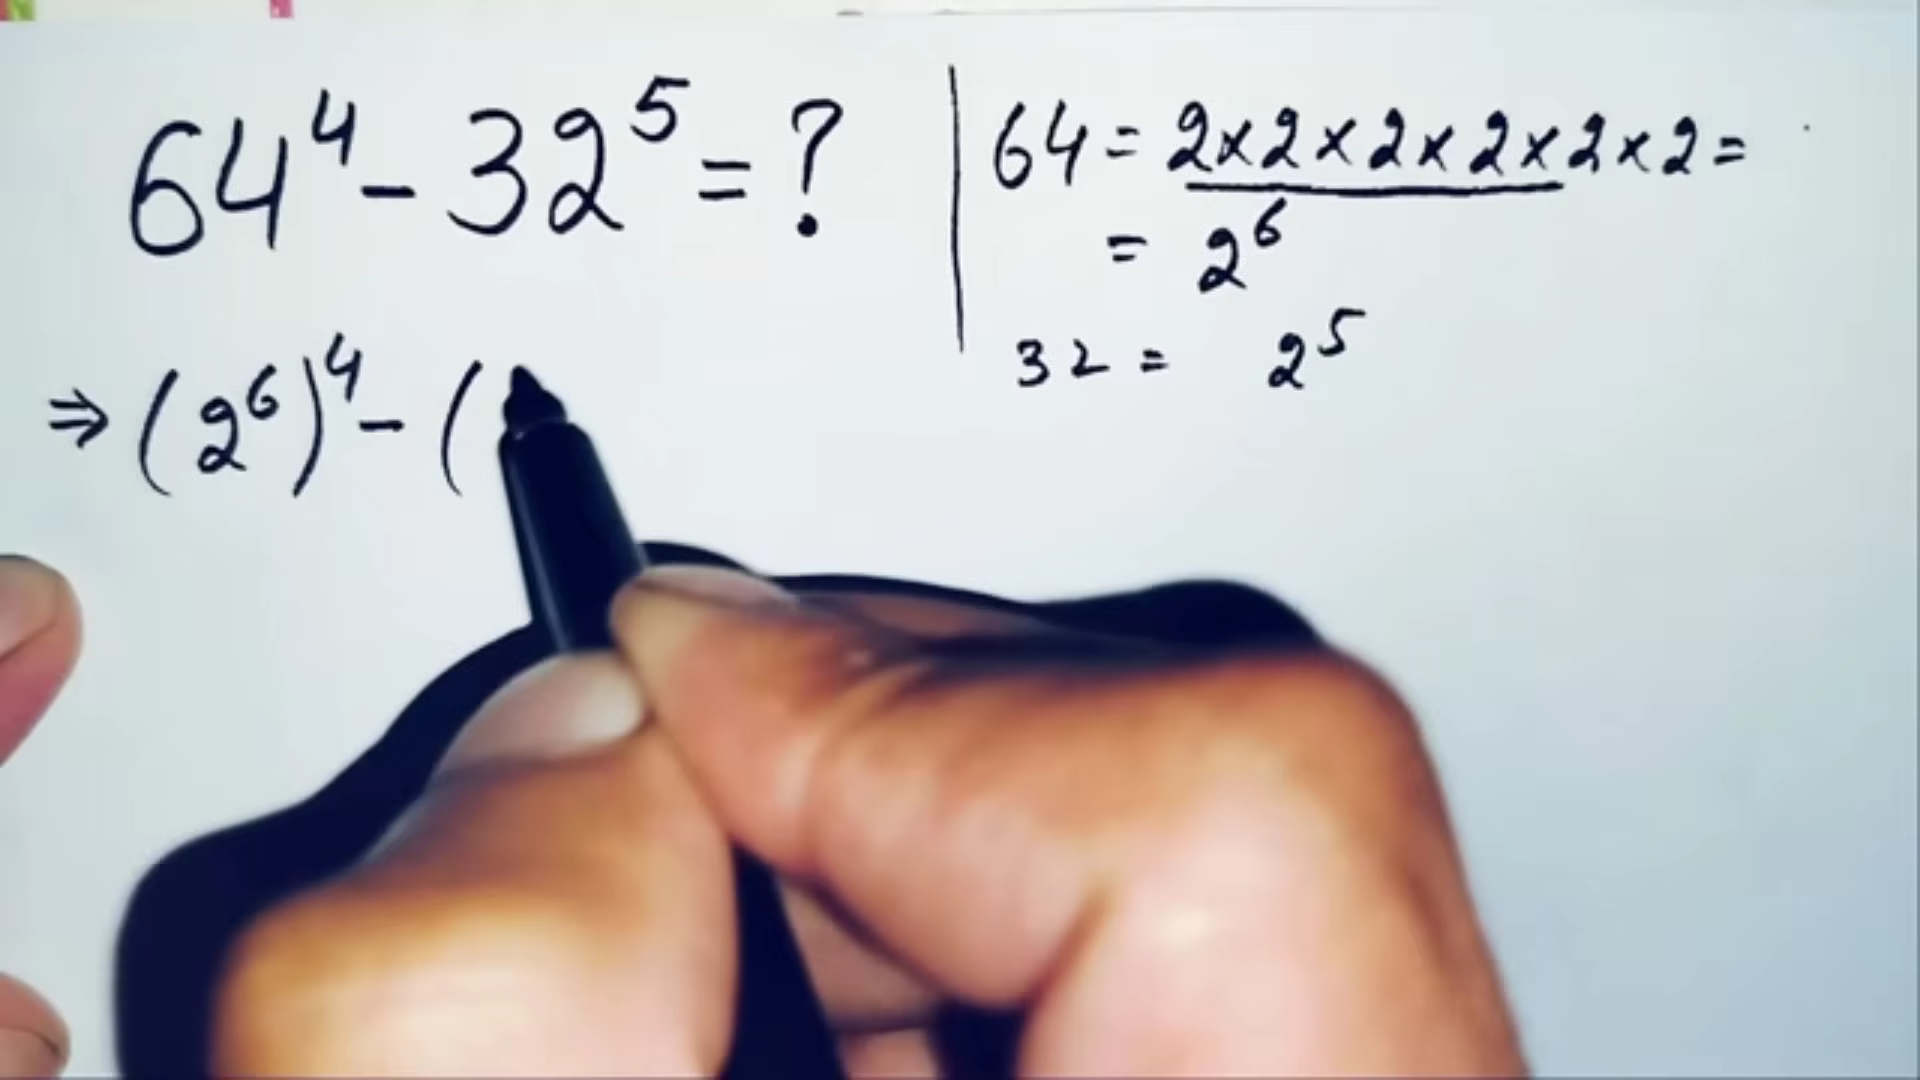 64⁴ - 32⁵ = ?
⇒ (2⁶)⁴ - (
64 = 2×2×2×2×2×2 =
= 2⁶
32 = 2⁵